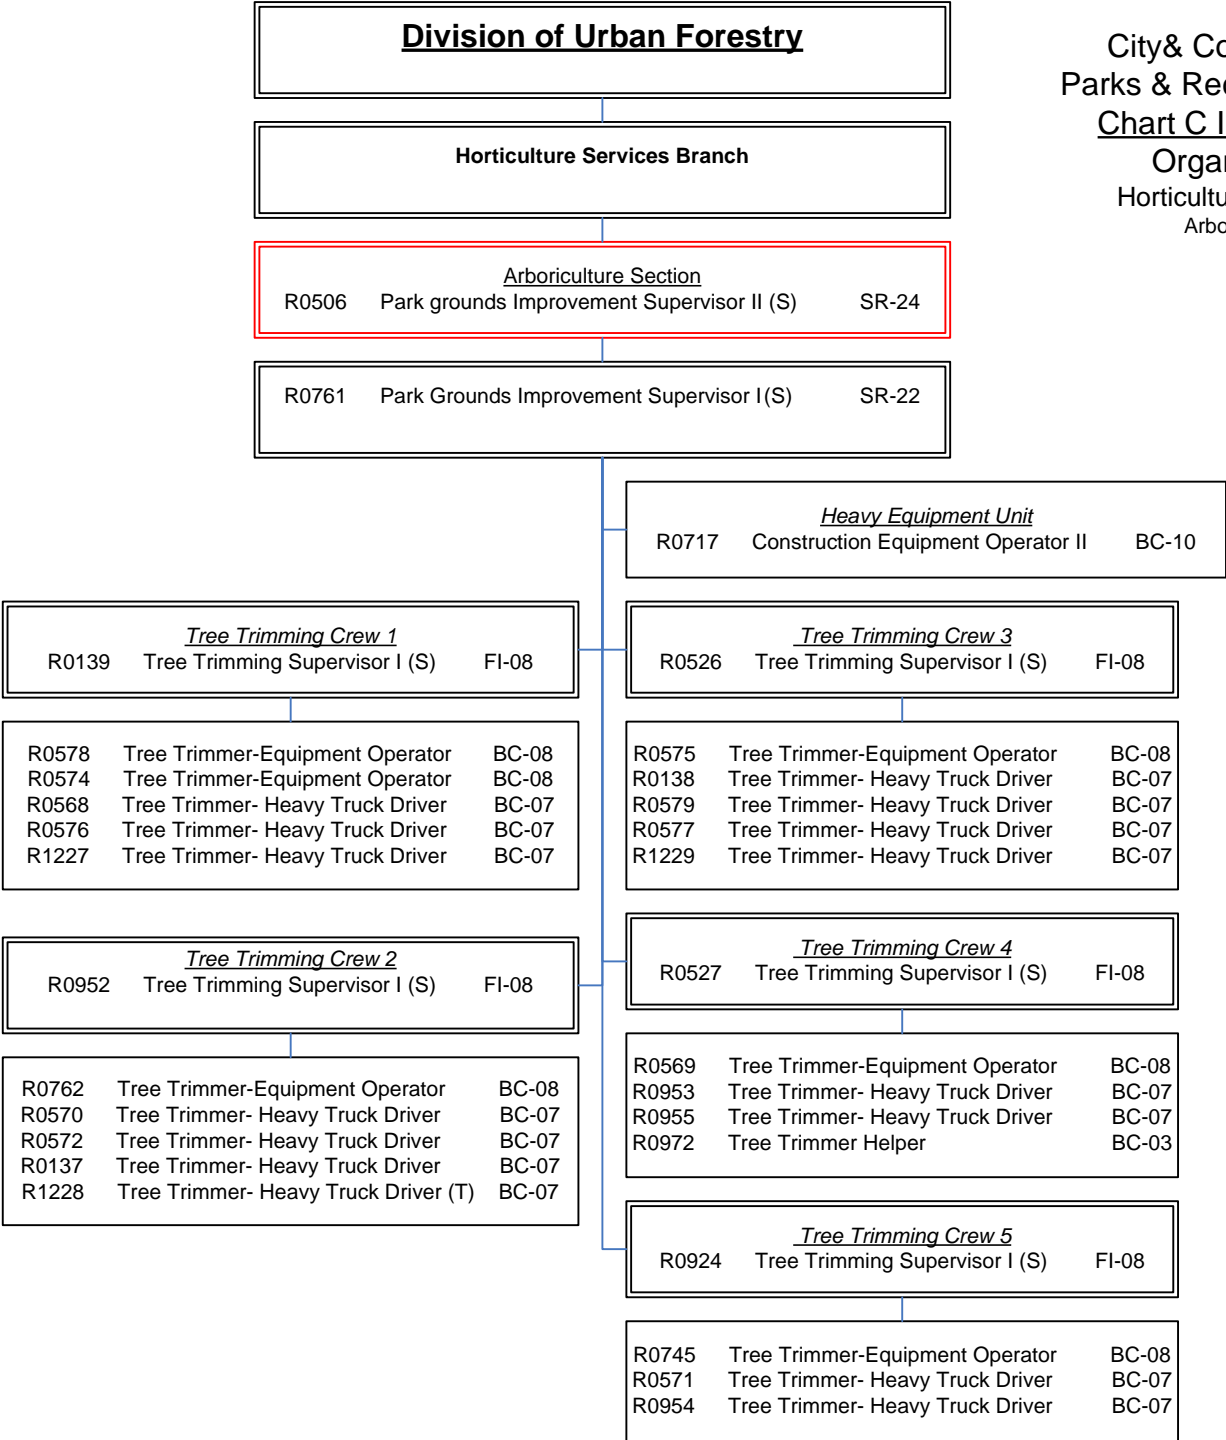 Division of Urban Forestry
City& Co
Parks & Rec
Chart C I
Organ
Horticultu
Arbo
Horticulture Services Branch
Arboriculture Section
R0506 Park grounds Improvement Supervisor II (S) SR-24
R0761 Park Grounds Improvement Supervisor I (S) SR-22
Heavy Equipment Unit
R0717 Construction Equipment Operator II BC-10
Tree Trimming Crew 1
R0139 Tree Trimming Supervisor I (S) FI-08
R0578 Tree Trimmer-Equipment Operator BC-08
R0574 Tree Trimmer-Equipment Operator BC-08
R0568 Tree Trimmer- Heavy Truck Driver BC-07
R0576 Tree Trimmer- Heavy Truck Driver BC-07
R1227 Tree Trimmer- Heavy Truck Driver BC-07
Tree Trimming Crew 2
R0952 Tree Trimming Supervisor I (S) FI-08
R0762 Tree Trimmer-Equipment Operator BC-08
R0570 Tree Trimmer- Heavy Truck Driver BC-07
R0572 Tree Trimmer- Heavy Truck Driver BC-07
R0137 Tree Trimmer- Heavy Truck Driver BC-07
R1228 Tree Trimmer- Heavy Truck Driver (T) BC-07
Tree Trimming Crew 3
R0526 Tree Trimming Supervisor I (S) FI-08
R0575 Tree Trimmer-Equipment Operator BC-08
R0138 Tree Trimmer- Heavy Truck Driver BC-07
R0579 Tree Trimmer- Heavy Truck Driver BC-07
R0577 Tree Trimmer- Heavy Truck Driver BC-07
R1229 Tree Trimmer- Heavy Truck Driver BC-07
Tree Trimming Crew 4
R0527 Tree Trimming Supervisor I (S) FI-08
R0569 Tree Trimmer-Equipment Operator BC-08
R0953 Tree Trimmer- Heavy Truck Driver BC-07
R0955 Tree Trimmer- Heavy Truck Driver BC-07
R0972 Tree Trimmer Helper BC-03
Tree Trimming Crew 5
R0924 Tree Trimming Supervisor I (S) FI-08
R0745 Tree Trimmer-Equipment Operator BC-08
R0571 Tree Trimmer- Heavy Truck Driver BC-07
R0954 Tree Trimmer- Heavy Truck Driver BC-07